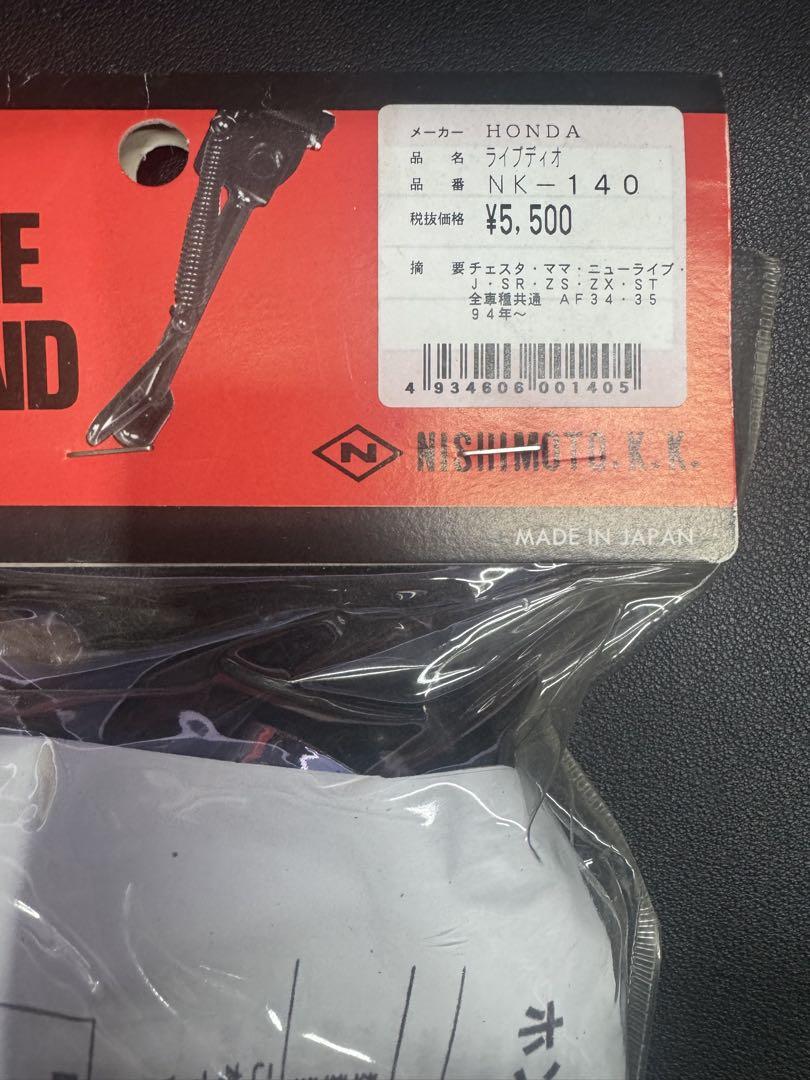 E
ND
メーカー HONDA
品名 ライブディオ
品番 NK-140
税抜価格 ¥5,500
摘要 チェスタ・ママ・ニューライブ・
J・SR・ZS・ZX・ST
全車種共通 AF34・35
94年〜
4 934606 001405
N NISHIMOTO.K.K.
MADE IN JAPAN
ホン